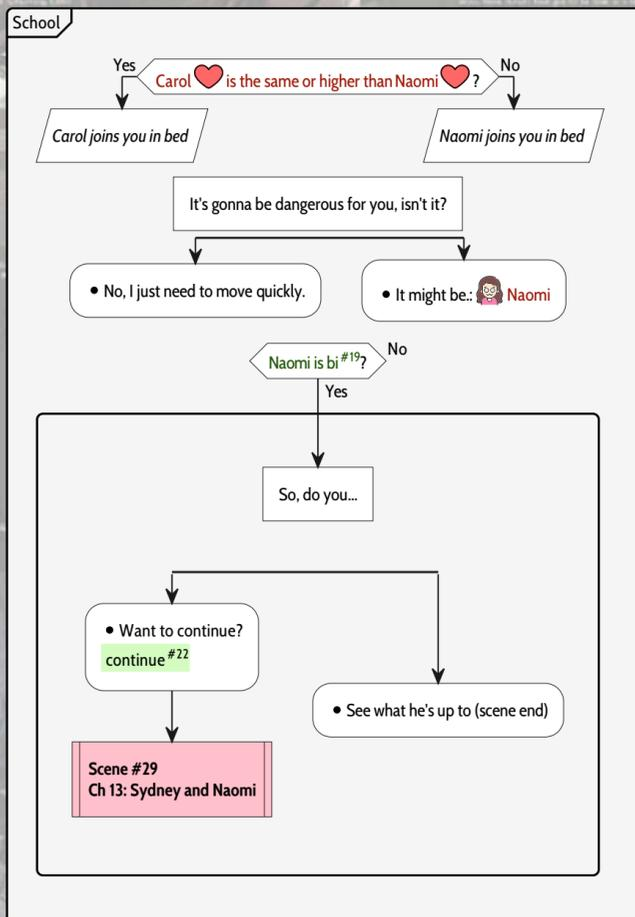 School
Yes
No
Carol ❤ is the same or higher than Naomi ❤ ?
Carol joins you in bed
Naomi joins you in bed
It's gonna be dangerous for you, isn't it?
• No, I just need to move quickly.
• It might be.: Naomi
Naomi is bi #19?
No
Yes
So, do you...
• Want to continue?
continue #22
• See what he's up to (scene end)
Scene #29
Ch 13: Sydney and Naomi